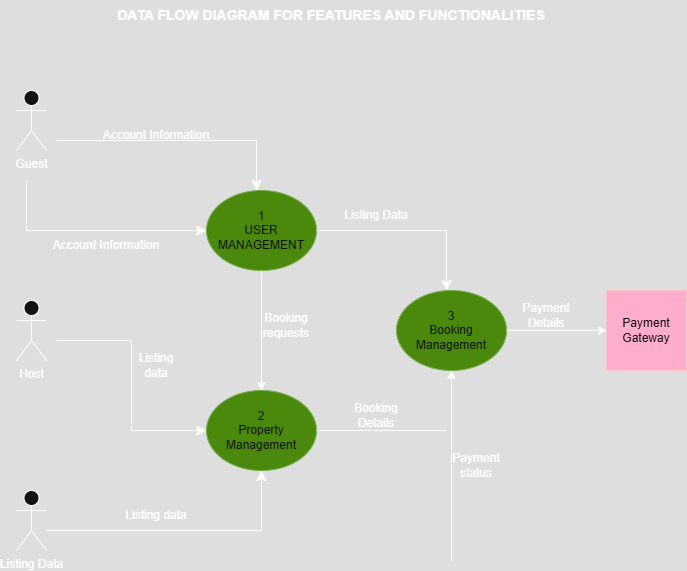 DATA FLOW DIAGRAM FOR FEATURES AND FUNCTIONALITIES
Account Information
Guest
1
USER
MANAGEMENT
Listing Data
Account Information
Booking
requests
Host
Listing
data
3
Booking
Management
Payment
Details
Payment
Gateway
2
Property
Management
Booking
Details
Payment
status
Listing data
Listing Data